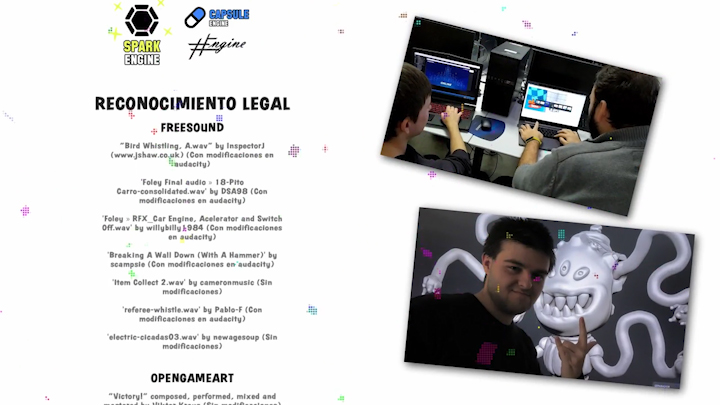 SPARK
ENGINE
CAPSULE
ENGINE
#Engine
RECONOCIMIENTO LEGAL
FREESOUND
"Bird Whistling, A.wav" by InspectorJ
(www.jshaw.co.uk) (Con modificaciones en
audacity)
'Foley Final audio - 18-Pito
Carro-consolidated.wav' by DSA98 (Con
modificaciones en audacity)
'Foley - RFX_Car Engine, Acelerator and Switch
Off.wav' by willybilly1984 (Con modificaciones
en audacity)
'Breaking A Wall Down (With A Hammer)' by
scampsie (Con modificaciones en audacity)
'Item Collect 2.wav' by cameronmusic (Sin
modificaciones)
'referee-whistle.wav' by Pablo-F (Con
modificaciones en audacity)
'electric-cicadas03.wav' by newagesoup (Sin
modificaciones)
OPENGAMEART
"Victory!" composed, performed, mixed and